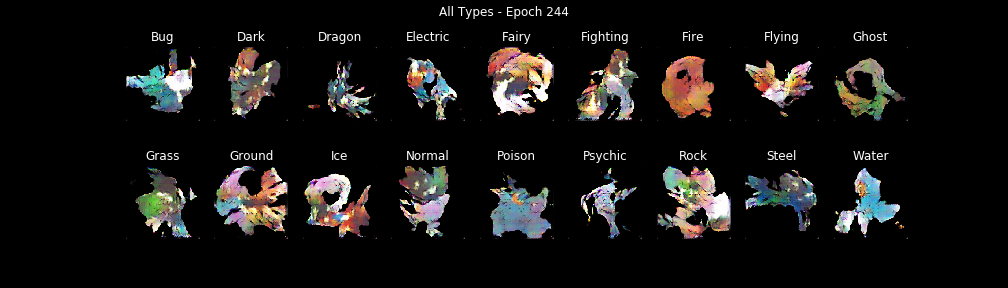 All Types - Epoch 244
Bug Dark Dragon Electric Fairy Fighting Fire Flying Ghost
Grass Ground Ice Normal Poison Psychic Rock Steel Water